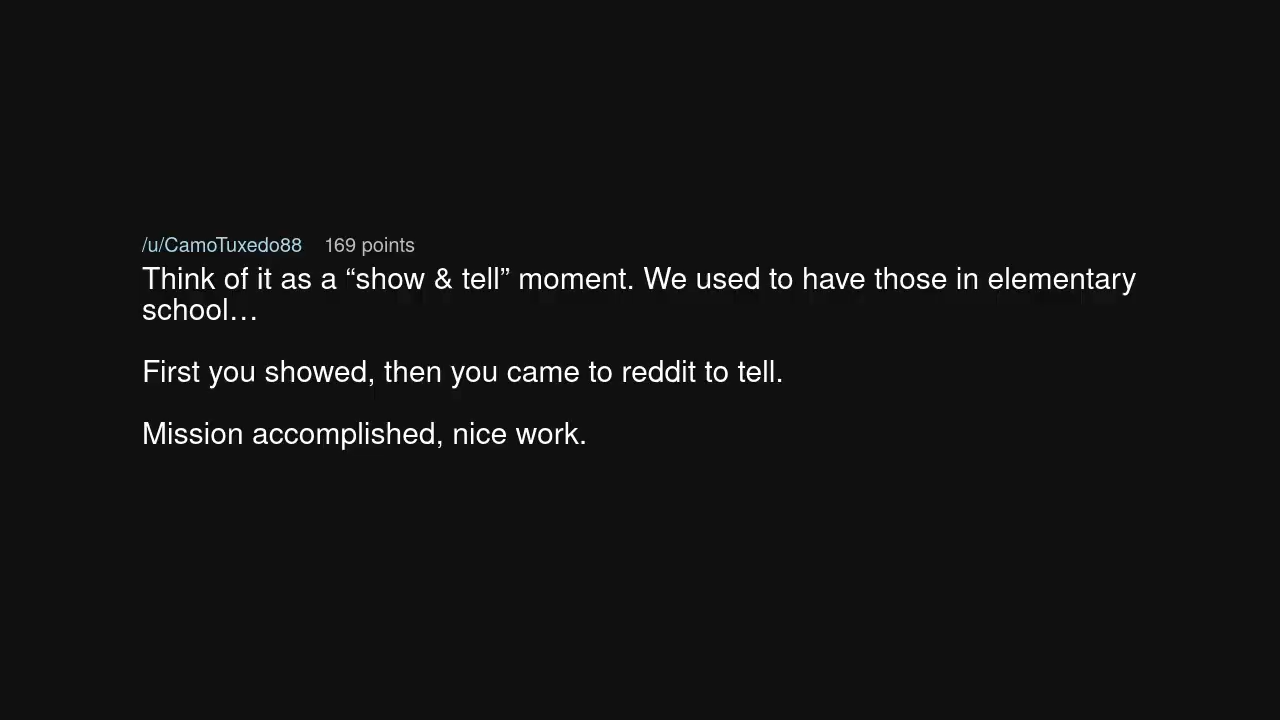 /u/CamoTuxedo88 169 points
Think of it as a “show & tell” moment. We used to have those in elementary
school…
First you showed, then you came to reddit to tell.
Mission accomplished, nice work.